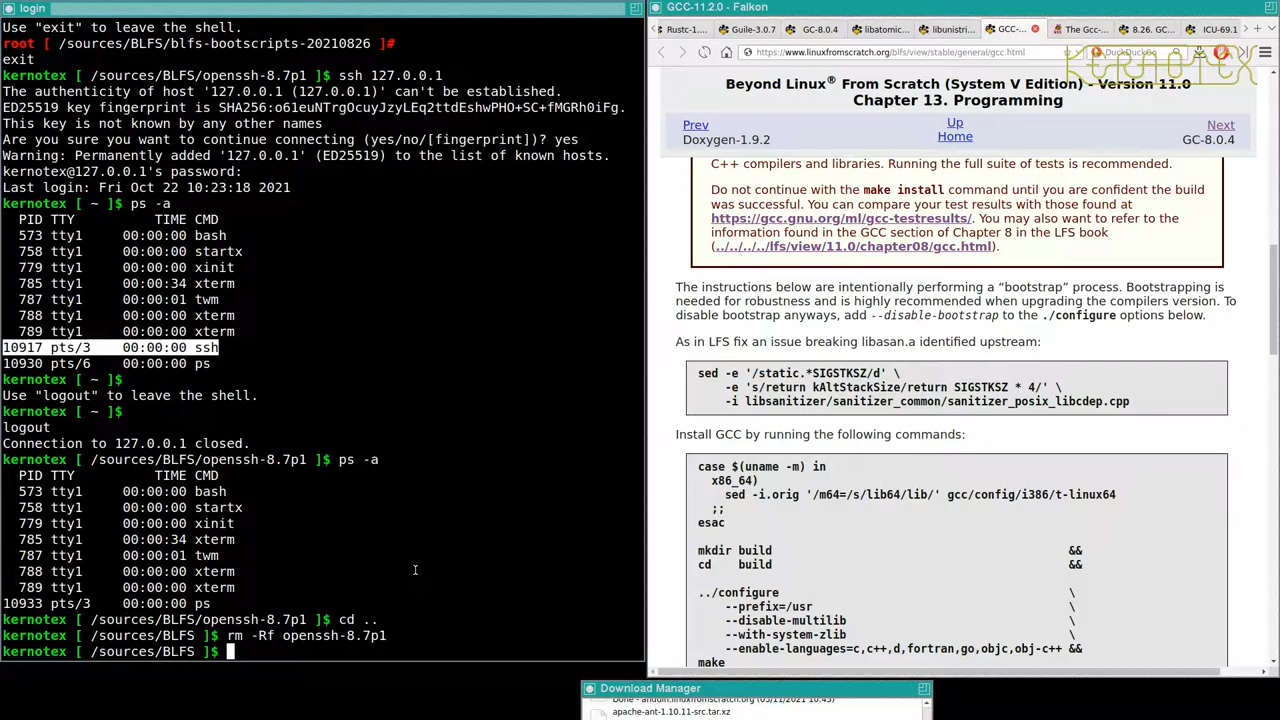 login
Use "exit" to leave the shell.
root [ /sources/BLFS/blfs-bootscripts-20210826 ]#
exit
kernotex [ /sources/BLFS/openssh-8.7p1 ]$ ssh 127.0.0.1
The authenticity of host '127.0.0.1 (127.0.0.1)' can't be established.
ED25519 key fingerprint is SHA256:o61euNTrgOcuyJzyLEq2ttdEshwPHO+SC+fMGRh0iFg.
This key is not known by any other names
Are you sure you want to continue connecting (yes/no/[fingerprint])? yes
Warning: Permanently added '127.0.0.1' (ED25519) to the list of known hosts.
kernotex@127.0.0.1's password:
Last login: Fri Oct 22 10:23:18 2021
kernotex [ ~ ]$ ps -a
PID TTY TIME CMD
573 tty1 00:00:00 bash
758 tty1 00:00:00 startx
779 tty1 00:00:00 xinit
785 tty1 00:00:34 xterm
787 tty1 00:00:01 twm
788 tty1 00:00:00 xterm
789 tty1 00:00:00 xterm
10917 pts/3 00:00:00 ssh
10930 pts/6 00:00:00 ps
kernotex [ ~ ]$
Use "logout" to leave the shell.
kernotex [ ~ ]$
logout
Connection to 127.0.0.1 closed.
kernotex [ /sources/BLFS/openssh-8.7p1 ]$ ps -a
PID TTY TIME CMD
573 tty1 00:00:00 bash
758 tty1 00:00:00 startx
779 tty1 00:00:00 xinit
785 tty1 00:00:34 xterm
787 tty1 00:00:01 twm
788 tty1 00:00:00 xterm
789 tty1 00:00:00 xterm
10933 pts/3 00:00:00 ps
kernotex [ /sources/BLFS/openssh-8.7p1 ]$ cd ..
kernotex [ /sources/BLFS ]$ rm -Rf openssh-8.7p1
kernotex [ /sources/BLFS ]$
GCC-11.2.0 - Falkon
Rust-1.... Guile-3.0.7 GC-8.0.4 libatomic... libunistri... GCC-... The Gcc-... 8.26. GC... ICU-69.1
https://www.linuxfromscratch.org/blfs/view/stable/general/gcc.html DuckDuckGo
KERNOTEX
Beyond Linux® From Scratch (System V Edition) - Version 11.0
Chapter 13. Programming
Prev Up Next
Doxygen-1.9.2 Home GC-8.0.4
C++ compilers and libraries. Running the full suite of tests is recommended.
Do not continue with the make install command until you are confident the build
was successful. You can compare your test results with those found at
https://gcc.gnu.org/ml/gcc-testresults/. You may also want to refer to the
information found in the GCC section of Chapter 8 in the LFS book
(../../../../lfs/view/11.0/chapter08/gcc.html).
The instructions below are intentionally performing a “bootstrap” process. Bootstrapping is
needed for robustness and is highly recommended when upgrading the compilers version. To
disable bootstrap anyways, add --disable-bootstrap to the ./configure options below.
As in LFS fix an issue breaking libasan.a identified upstream:
sed -e '/static.*SIGSTKSZ/d' \
-e 's/return kAltStackSize/return SIGSTKSZ * 4/' \
-i libsanitizer/sanitizer_common/sanitizer_posix_libcdep.cpp
Install GCC by running the following commands:
case $(uname -m) in
x86_64)
sed -i.orig '/m64=/s/lib64/lib/' gcc/config/i386/t-linux64
;;
esac
mkdir build &&
cd build &&
../configure \
--prefix=/usr \
--disable-multilib \
--with-system-zlib \
--enable-languages=c,c++,d,fortran,go,objc,obj-c++ &&
make
Download Manager
apache-ant-1.10.11-src.tar.xz